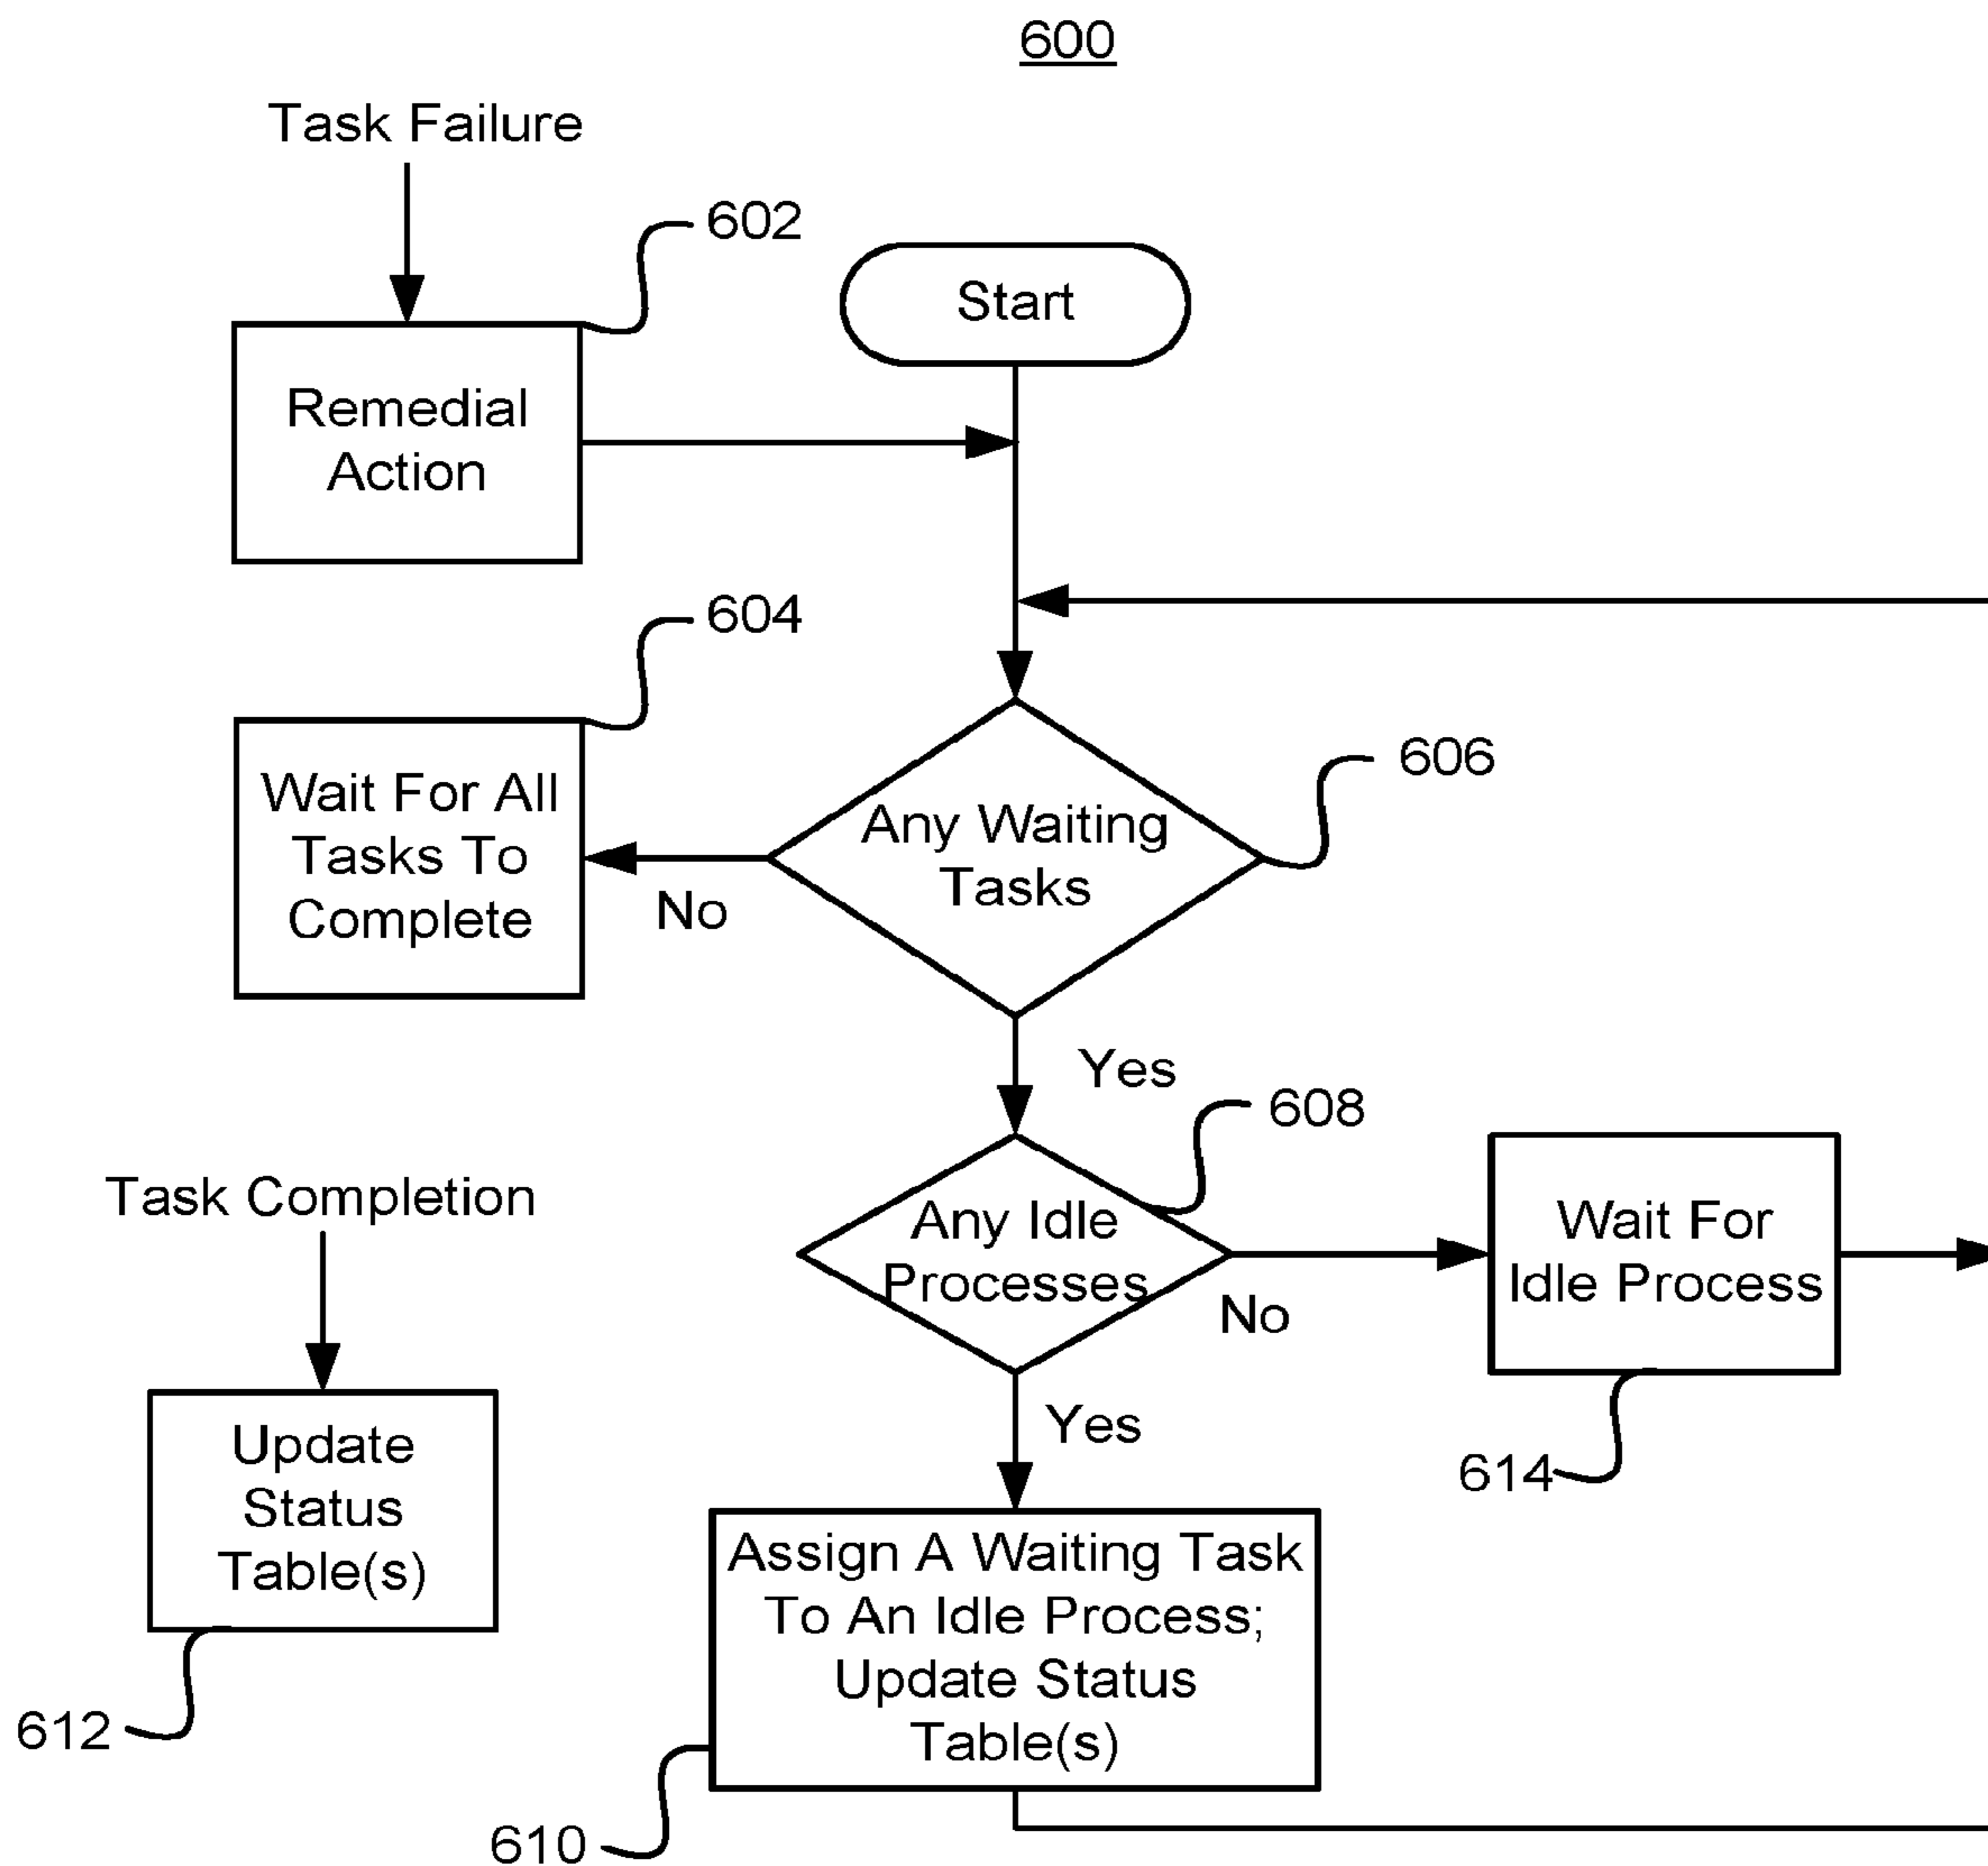 600
Task Failure
602
Start
Remedial
Action
604
Wait For All
Tasks To
Complete
No
Any Waiting
Tasks
606
Yes
608
Any Idle
Processes
No
Wait For
Idle Process
614
Task Completion
Update
Status
Table(s)
612
Yes
Assign A Waiting Task
To An Idle Process;
Update Status
Table(s)
610